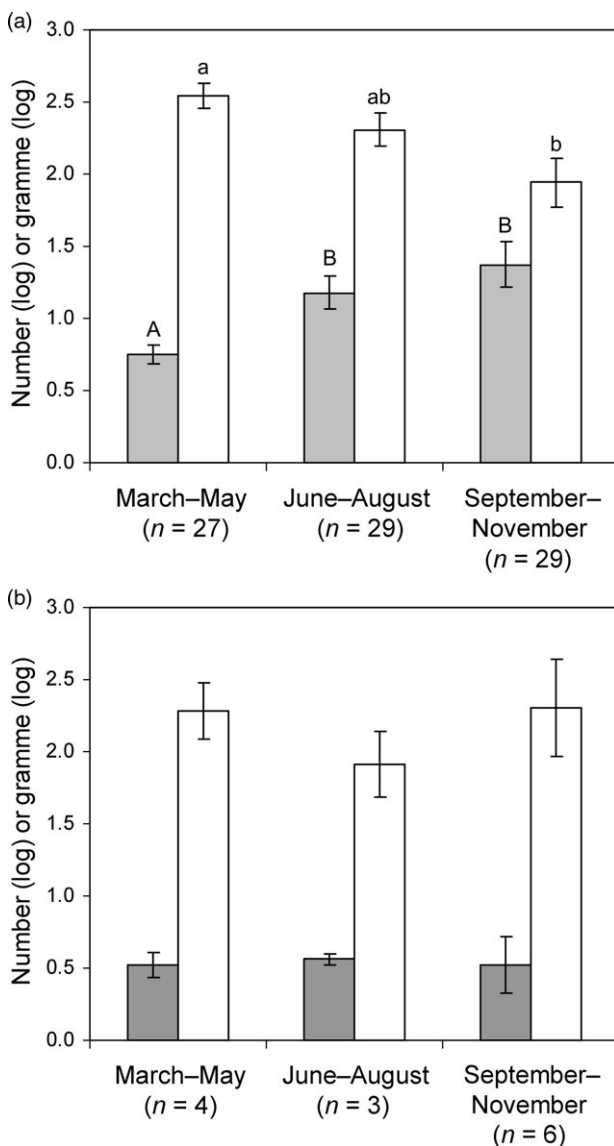 (a)
3.0
2.5
2.0
1.5
1.0
0.5
0.0
Number (log) or gramme (log)
a
ab
b
A
B
B
March–May
(n = 27)
June–August
(n = 29)
September–
November
(n = 29)
(b)
3.0
2.5
2.0
1.5
1.0
0.5
0.0
Number (log) or gramme (log)
March–May
(n = 4)
June–August
(n = 3)
September–
November
(n = 6)